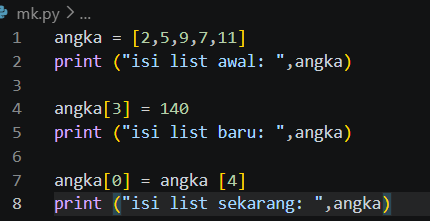 mk.py > ...
1 angka = [2,5,9,7,11]
2 print ("isi list awal: ",angka)
3
4 angka[3] = 140
5 print ("isi list baru: ",angka)
6
7 angka[0] = angka [4]
8 print ("isi list sekarang: ",angka)